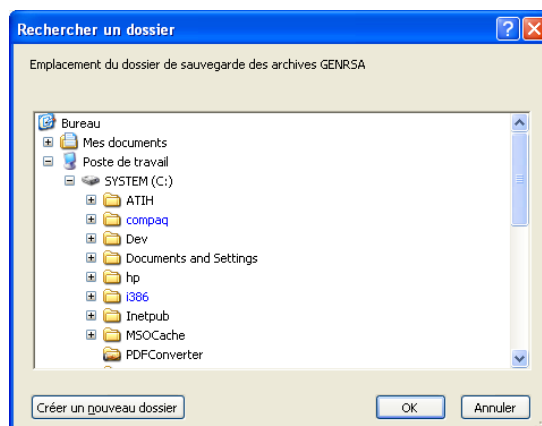 Rechercher un dossier
Emplacement du dossier de sauvegarde des archives GENRSA
Bureau
Mes documents
Poste de travail
SYSTEM (C:)
ATIH
compaq
Dev
Documents and Settings
hp
i386
Inetpub
MSOCache
PDFConverter
Créer un nouveau dossier
OK
Annuler